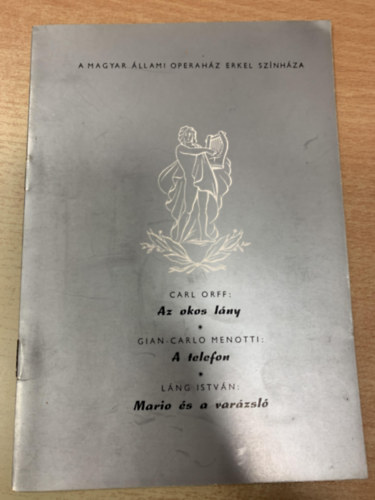 A MAGYAR ÁLLAMI OPERAHÁZ ERKEL SZÍNHÁZA
CARL ORFF:
Az okos lány
*
GIAN-CARLO MENOTTI:
A telefon
*
LÁNG ISTVÁN:
Mario és a varázsló